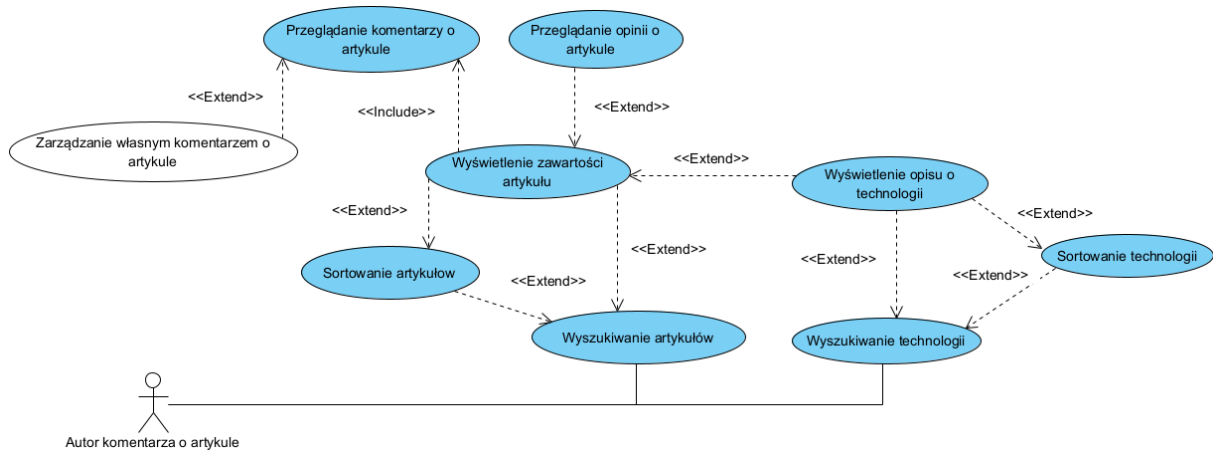 Przeglądanie komentarzy o
artykule
Przeglądanie opinii o
artykule
<<Extend>>
<<Include>>
<<Extend>>
Zarządzanie własnym komentarzem o
artykule
Wyświetlenie zawartości
artykułu
<<Extend>>
Wyświetlenie opisu o
technologii
<<Extend>>
<<Extend>>
<<Extend>>
<<Extend>>
<<Extend>>
<<Extend>>
Sortowanie artykułow
Sortowanie technologii
Wyszukiwanie artykułów
Wyszukiwanie technologii
<<Extend>>
Autor komentarza o artykule